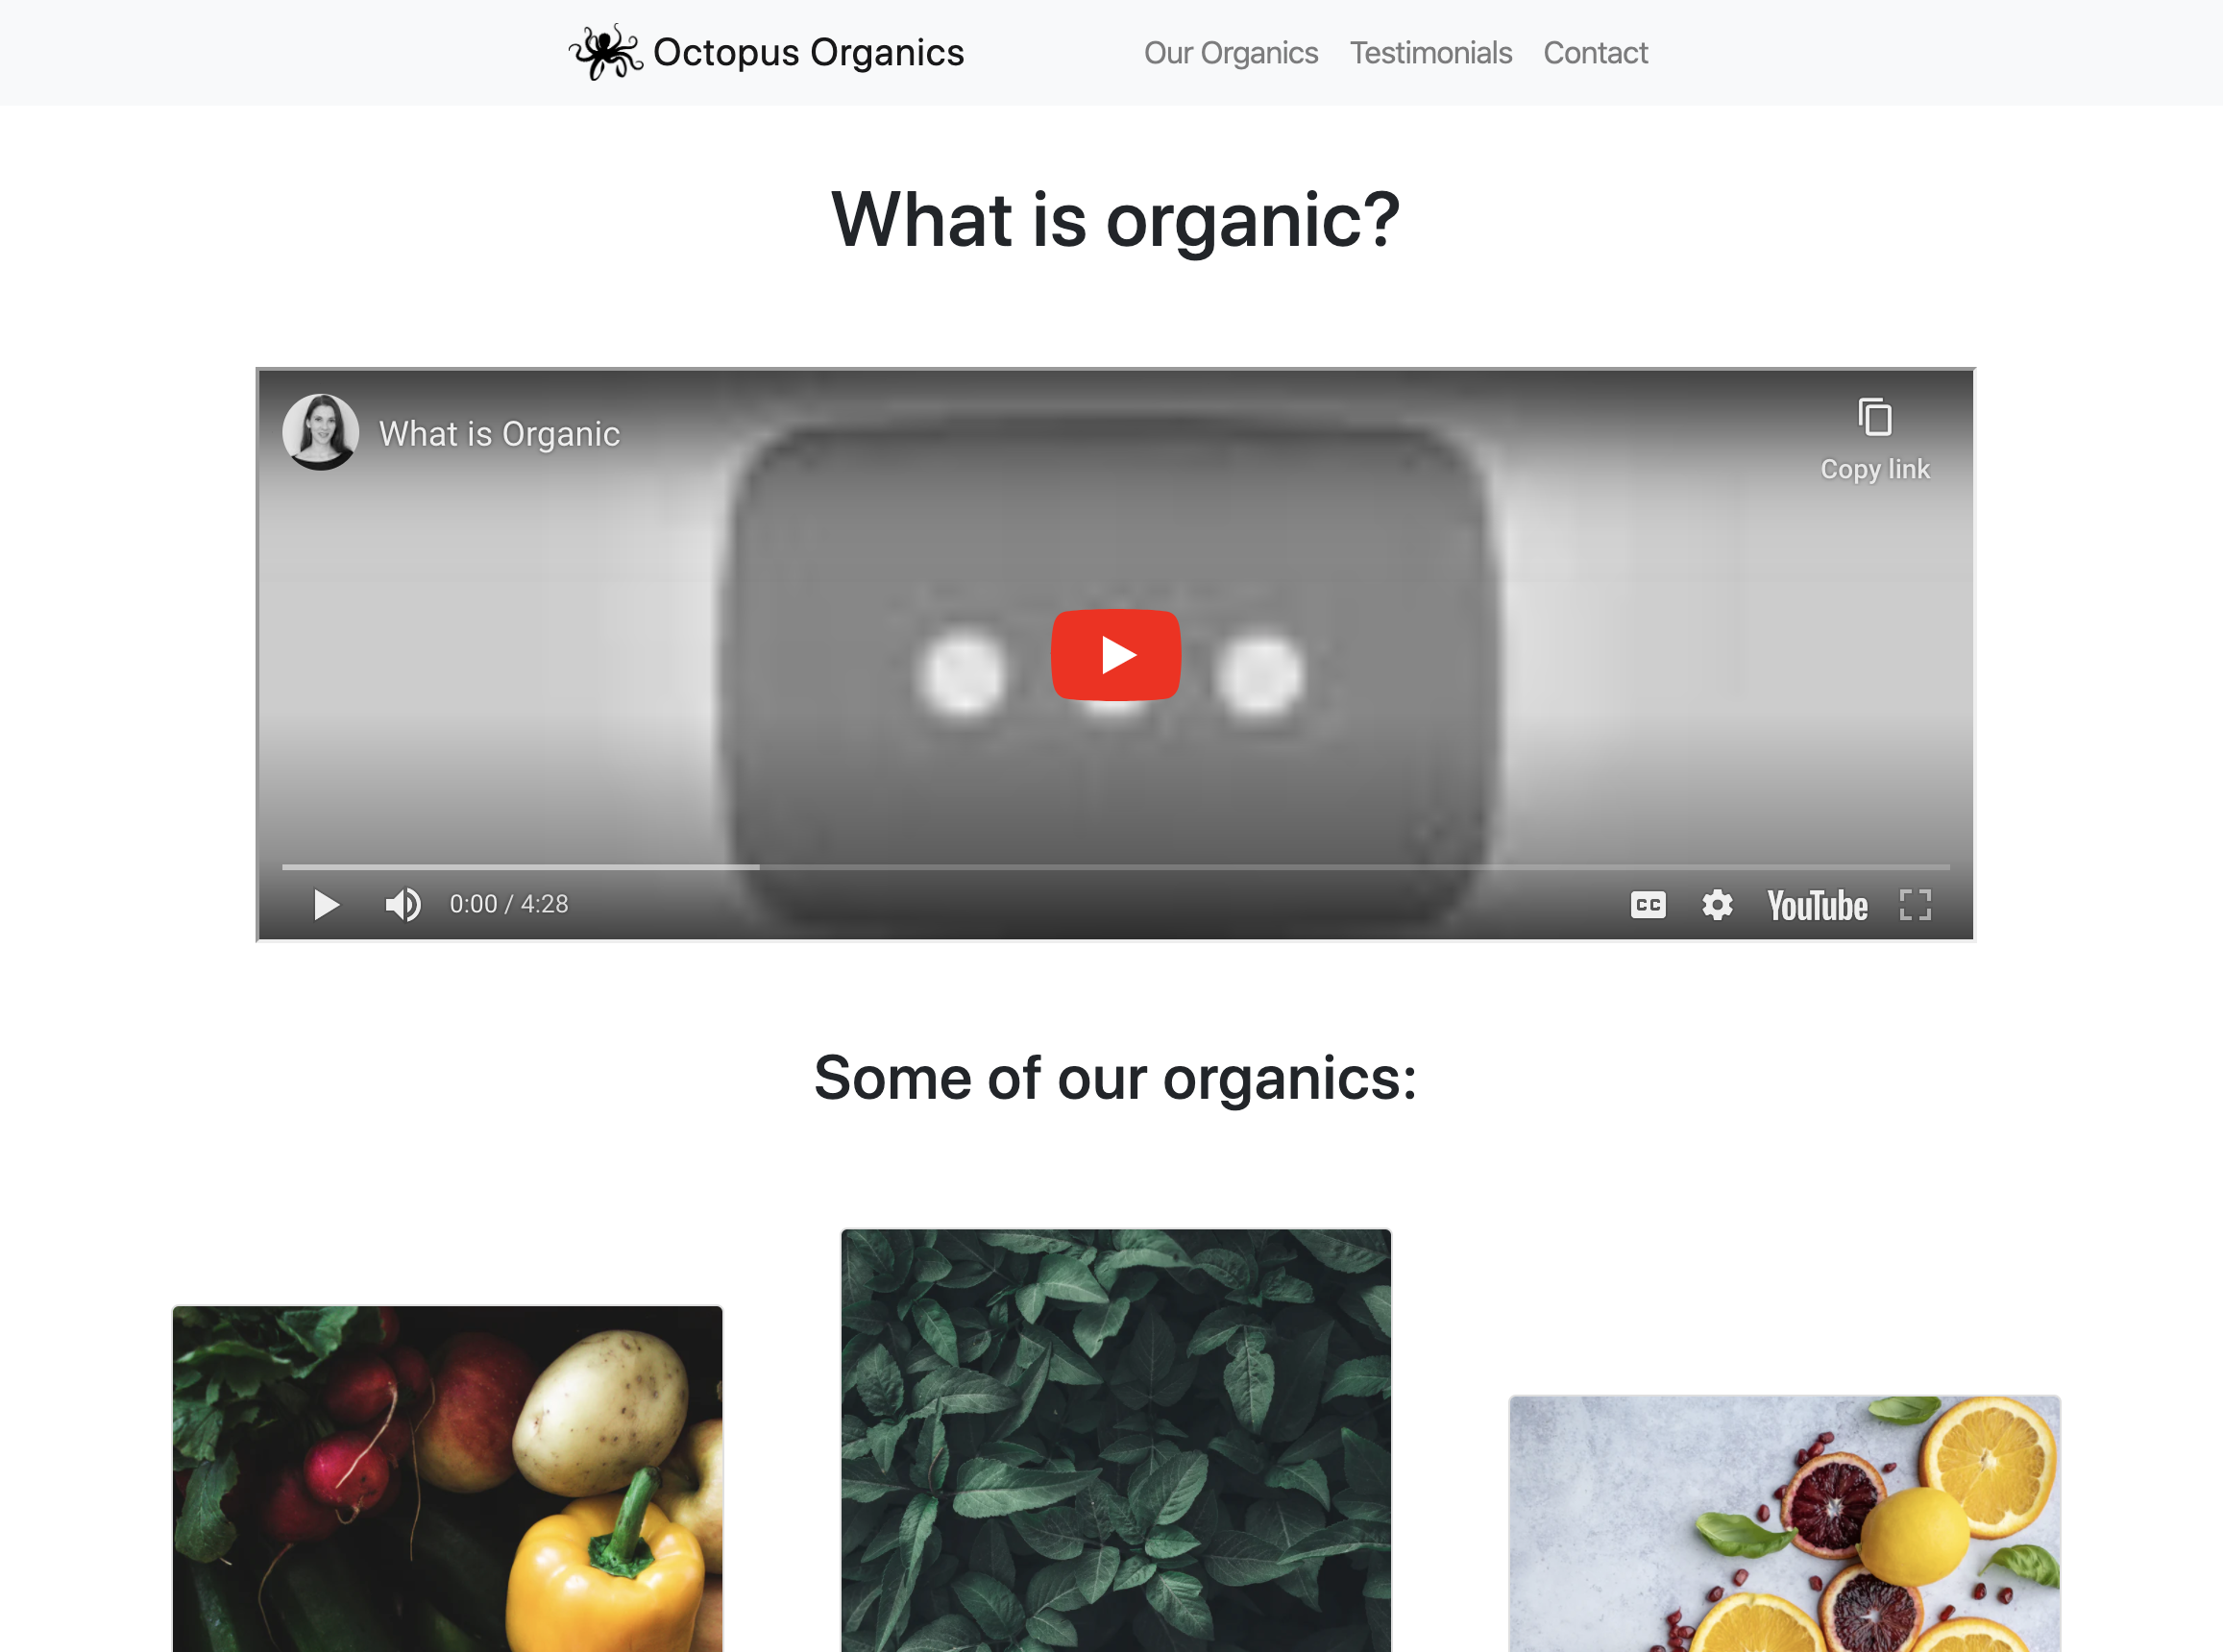 Octopus Organics
Our Organics
Testimonials
Contact
What is organic?
What is Organic
Copy link
0:00 / 4:28
CC
YouTube
Some of our organics: